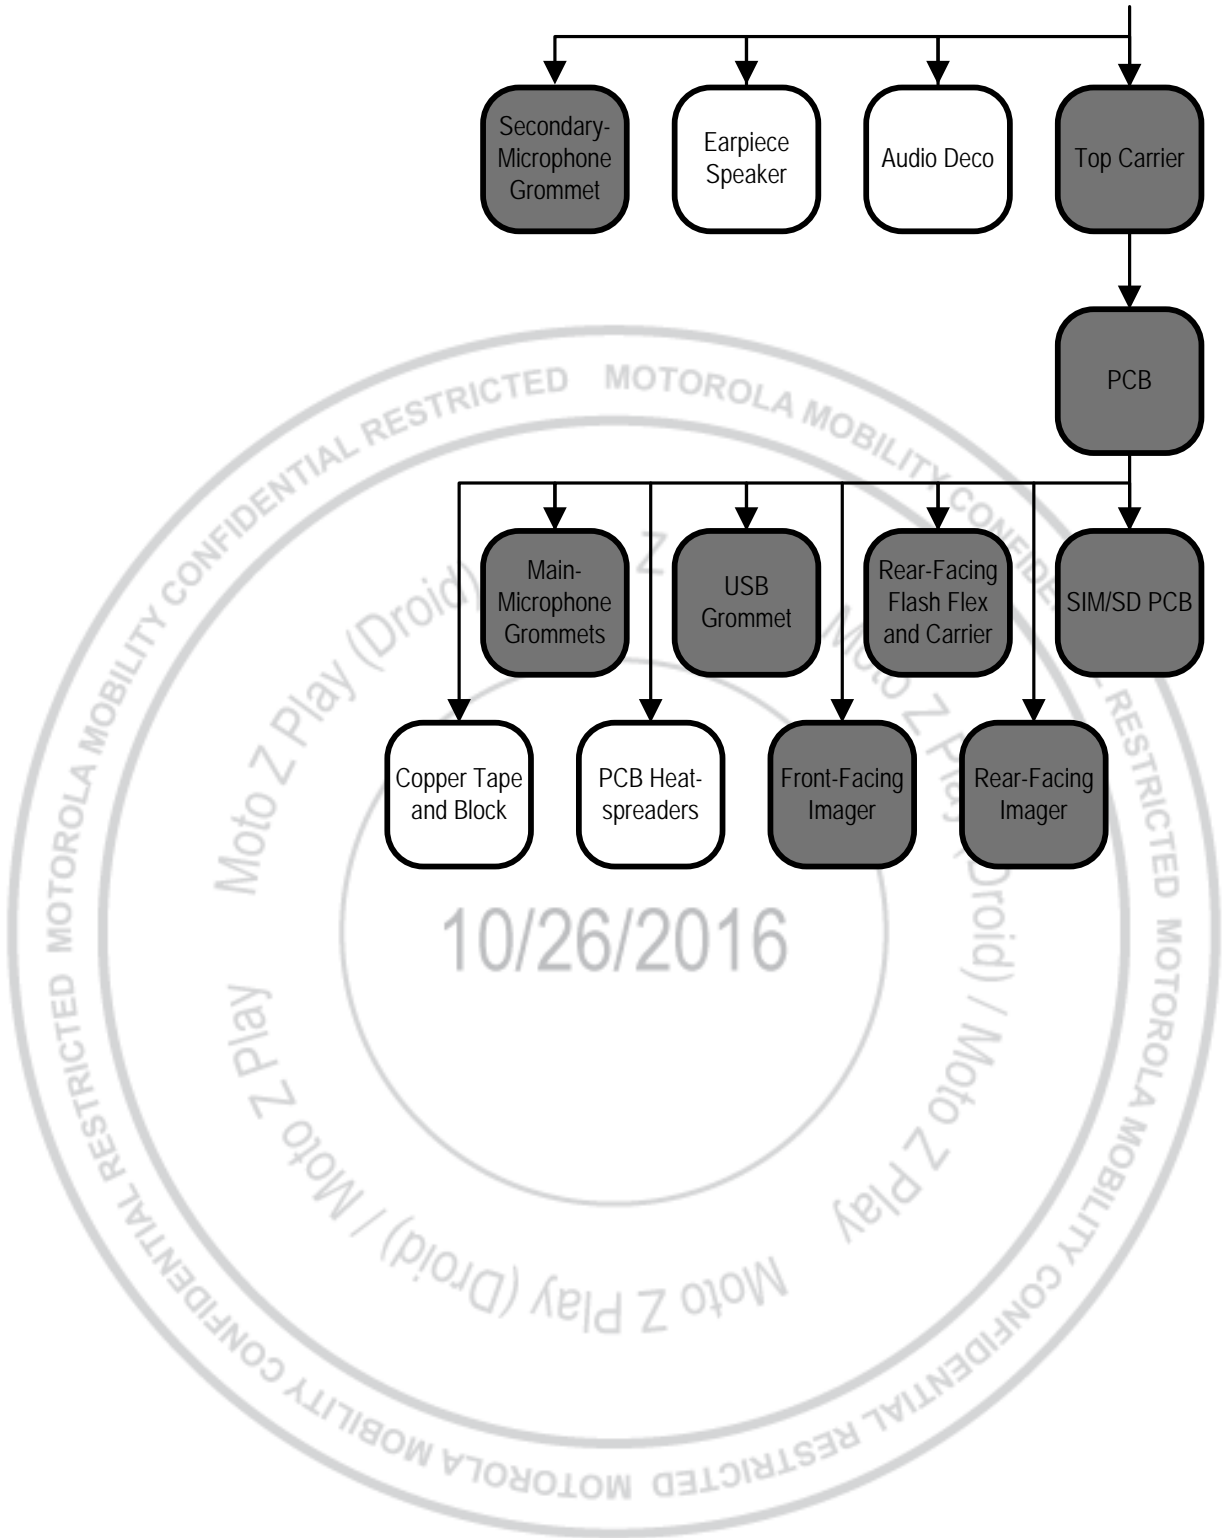 Secondary-
Microphone
Grommet
Earpiece
Speaker
Audio Deco
Top Carrier
PCB
Main-
Microphone
Grommets
USB
Grommet
Rear-Facing
Flash Flex
and Carrier
SIM/SD PCB
Copper Tape
and Block
PCB Heat-
spreaders
Front-Facing
Imager
Rear-Facing
Imager
10/26/2016
MOTOROLA MOBILITY CONFIDENTIAL RESTRICTED
MOTOROLA MOBILITY CONFIDENTIAL RESTRICTED
MOTOROLA MOBILITY CONFIDENTIAL RESTRICTED
MOTOROLA MOBILITY CONFIDENTIAL RESTRICTED
Moto Z Play (Droid)
Z
Moto Z Play (Droid) / Moto Z Play
Moto Z Play (Droid) / Moto Z Play